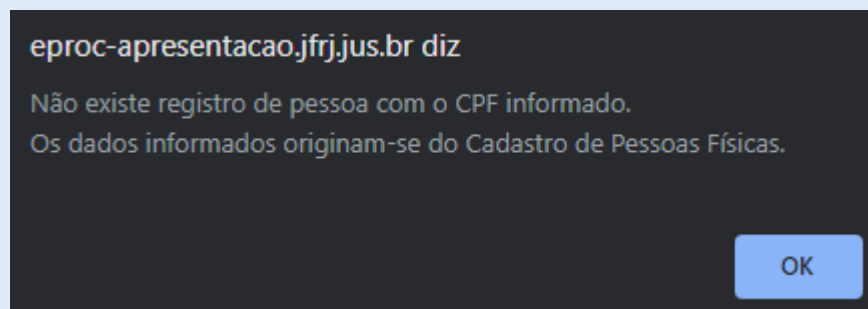 eproc-apresentacao.jfrj.jus.br diz
Não existe registro de pessoa com o CPF informado.
Os dados informados originam-se do Cadastro de Pessoas Físicas.
OK